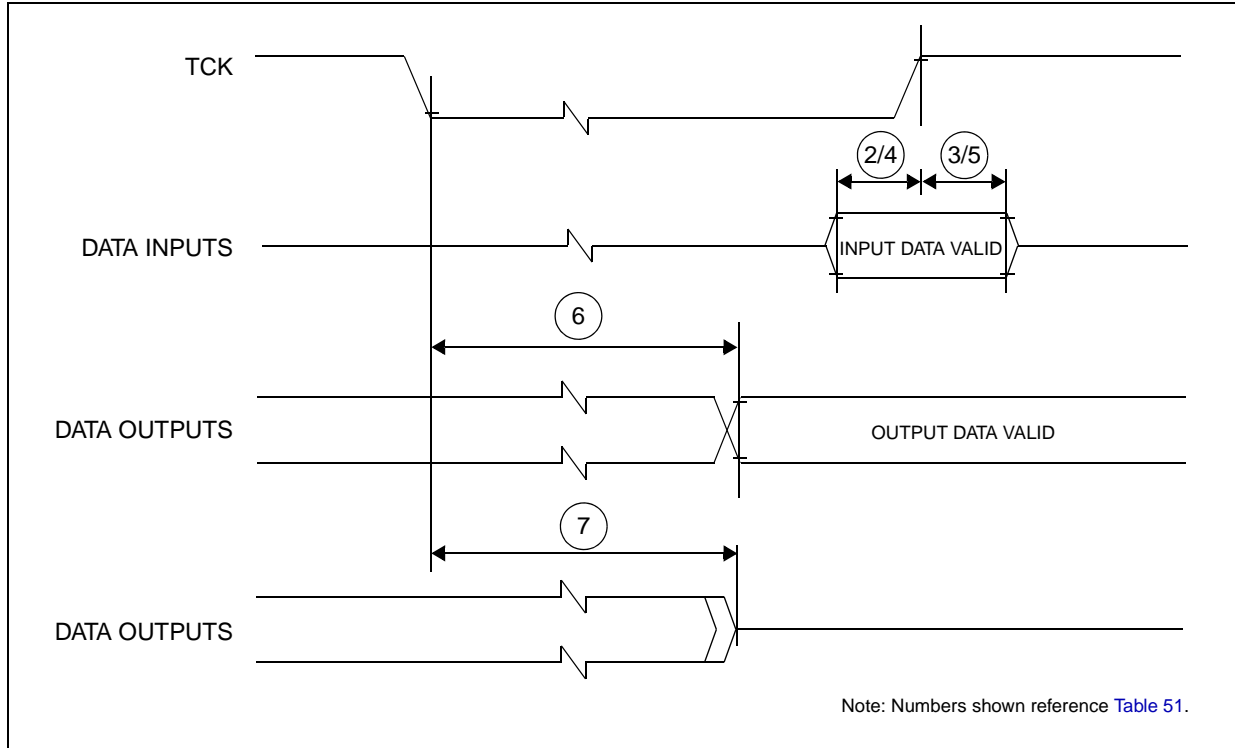 TCK
2/4
3/5
DATA INPUTS
INPUT DATA VALID
6
DATA OUTPUTS
OUTPUT DATA VALID
7
DATA OUTPUTS
Note: Numbers shown reference Table 51.